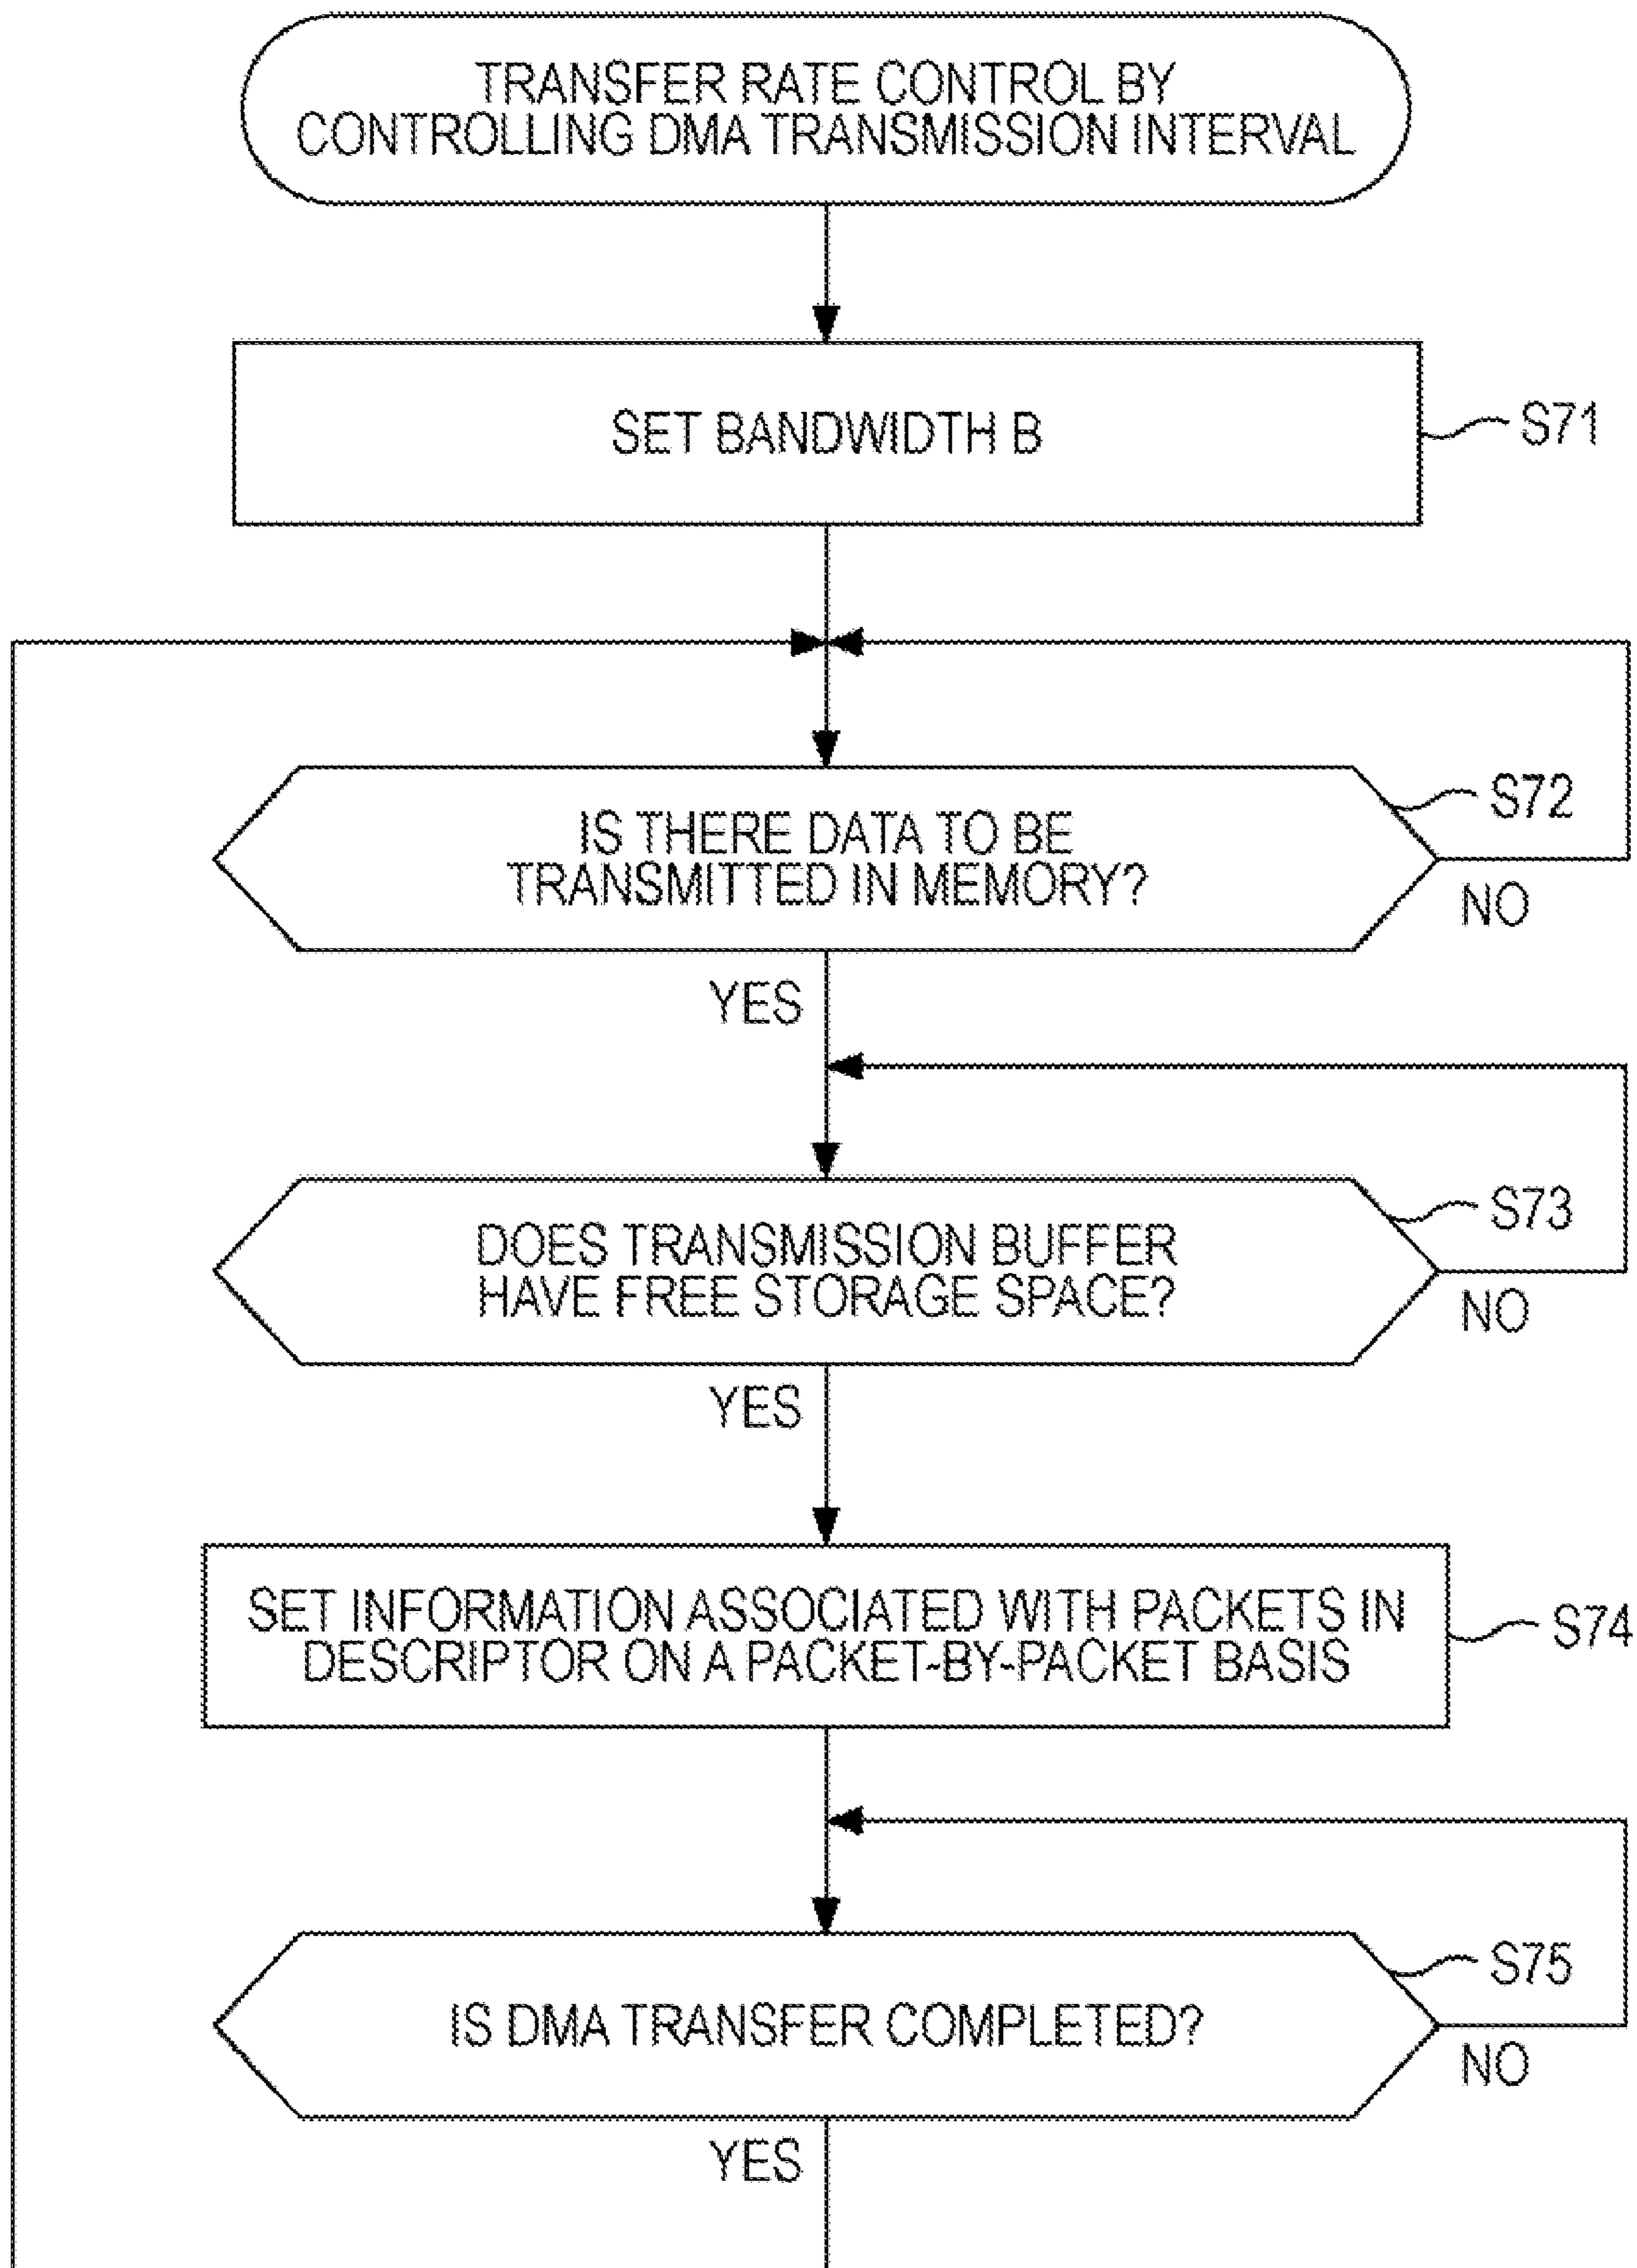 TRANSFER RATE CONTROL BY
CONTROLLING DMA TRANSMISSION INTERVAL
SET BANDWIDTH B
S71
S72
IS THERE DATA TO BE
TRANSMITTED IN MEMORY?
NO
YES
S73
DOES TRANSMISSION BUFFER
HAVE FREE STORAGE SPACE?
NO
YES
SET INFORMATION ASSOCIATED WITH PACKETS IN
DESCRIPTOR ON A PACKET-BY-PACKET BASIS
S74
S75
IS DMA TRANSFER COMPLETED?
NO
YES